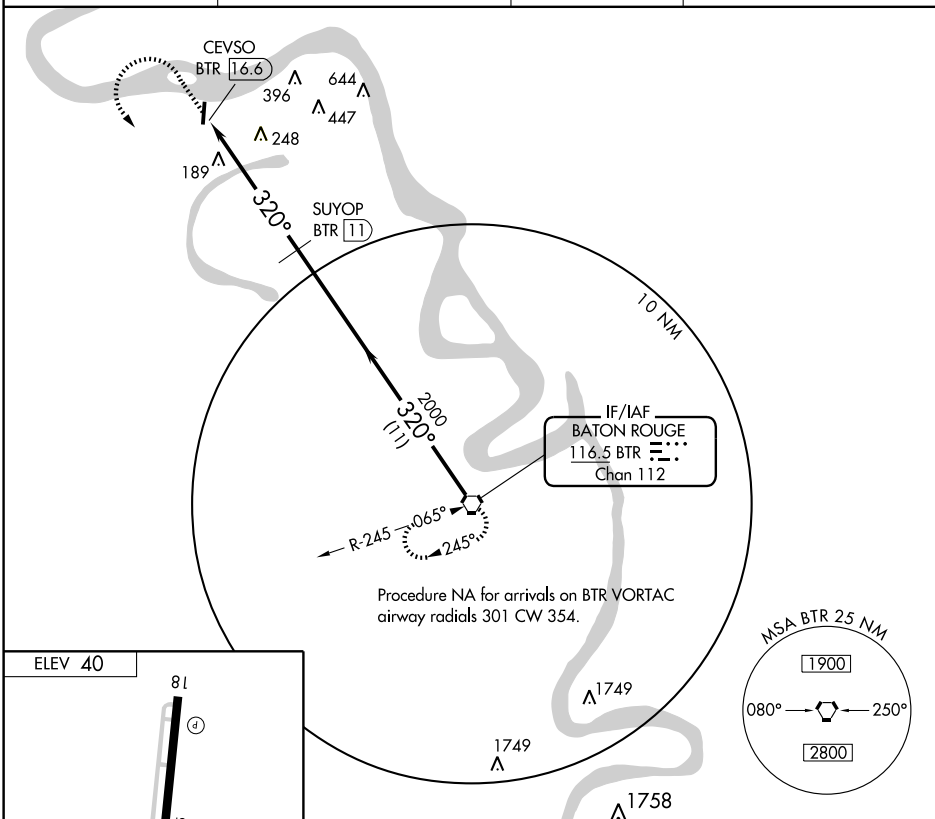 CEVSO
BTR 16.6
396
644
447
248
189
320°
SUYOP
BTR 11
10 NM
2000
320°
(11)
IF/IAF
BATON ROUGE
116.5 BTR
Chan 112
R-245
065°
245°
Procedure NA for arrivals on BTR VORTAC
airway radials 301 CW 354.
MSA BTR 25 NM
1900
080°
250°
2800
1749
1749
1758
ELEV 40
18
P